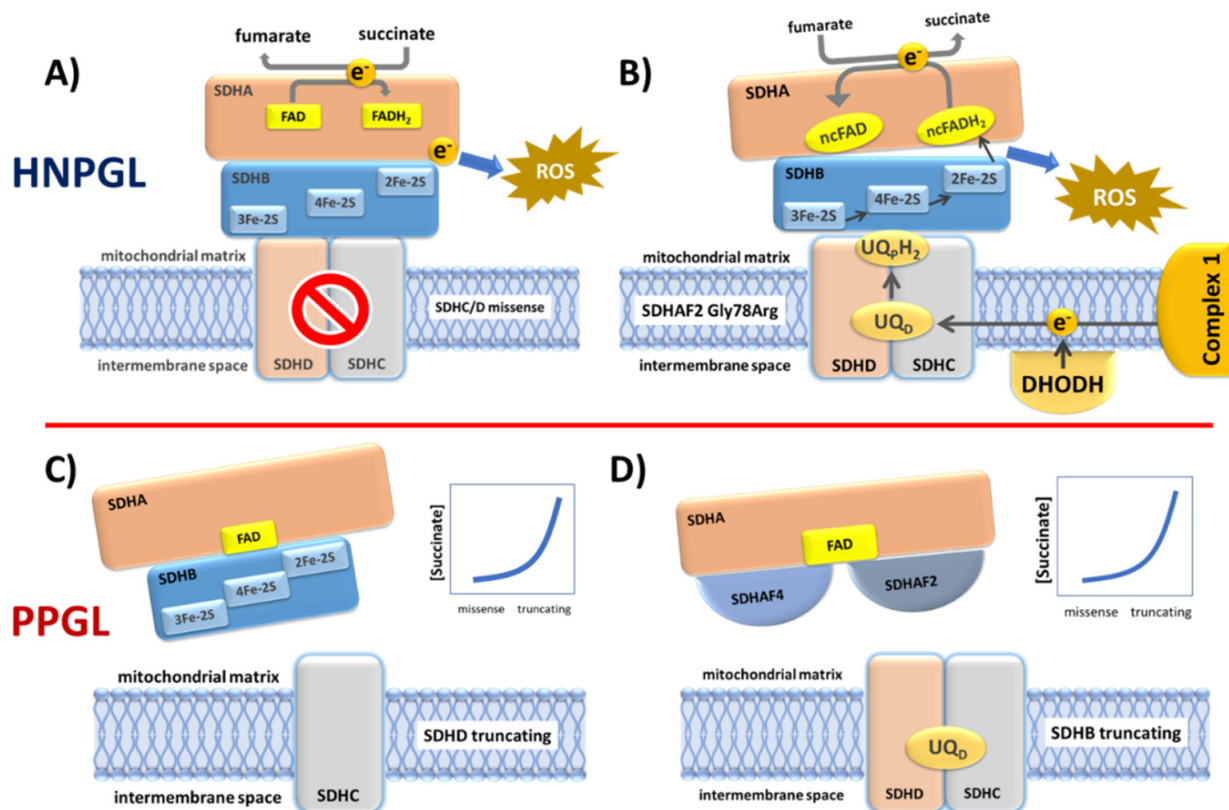 HNPGL
A)
fumarate
succinate
e-
SDHA
FAD
FADH2
e-
ROS
SDHB
2Fe-2S
4Fe-2S
3Fe-2S
mitochondrial matrix
SDHC/D missense
intermembrane space
SDHD
SDHC
B)
fumarate
succinate
e-
SDHA
ncFAD
ncFADH2
SDHB
2Fe-2S
4Fe-2S
3Fe-2S
ROS
mitochondrial matrix
UQpH2
SDHAF2 Gly78Arg
UQD
e-
Complex 1
intermembrane space
SDHD
SDHC
DHODH
PPGL
C)
SDHA
FAD
SDHB
2Fe-2S
4Fe-2S
3Fe-2S
[Succinate]
missense truncating
mitochondrial matrix
SDHD truncating
intermembrane space
SDHC
D)
SDHA
FAD
SDHAF4
SDHAF2
[Succinate]
missense truncating
mitochondrial matrix
SDHB truncating
UQD
intermembrane space
SDHD
SDHC